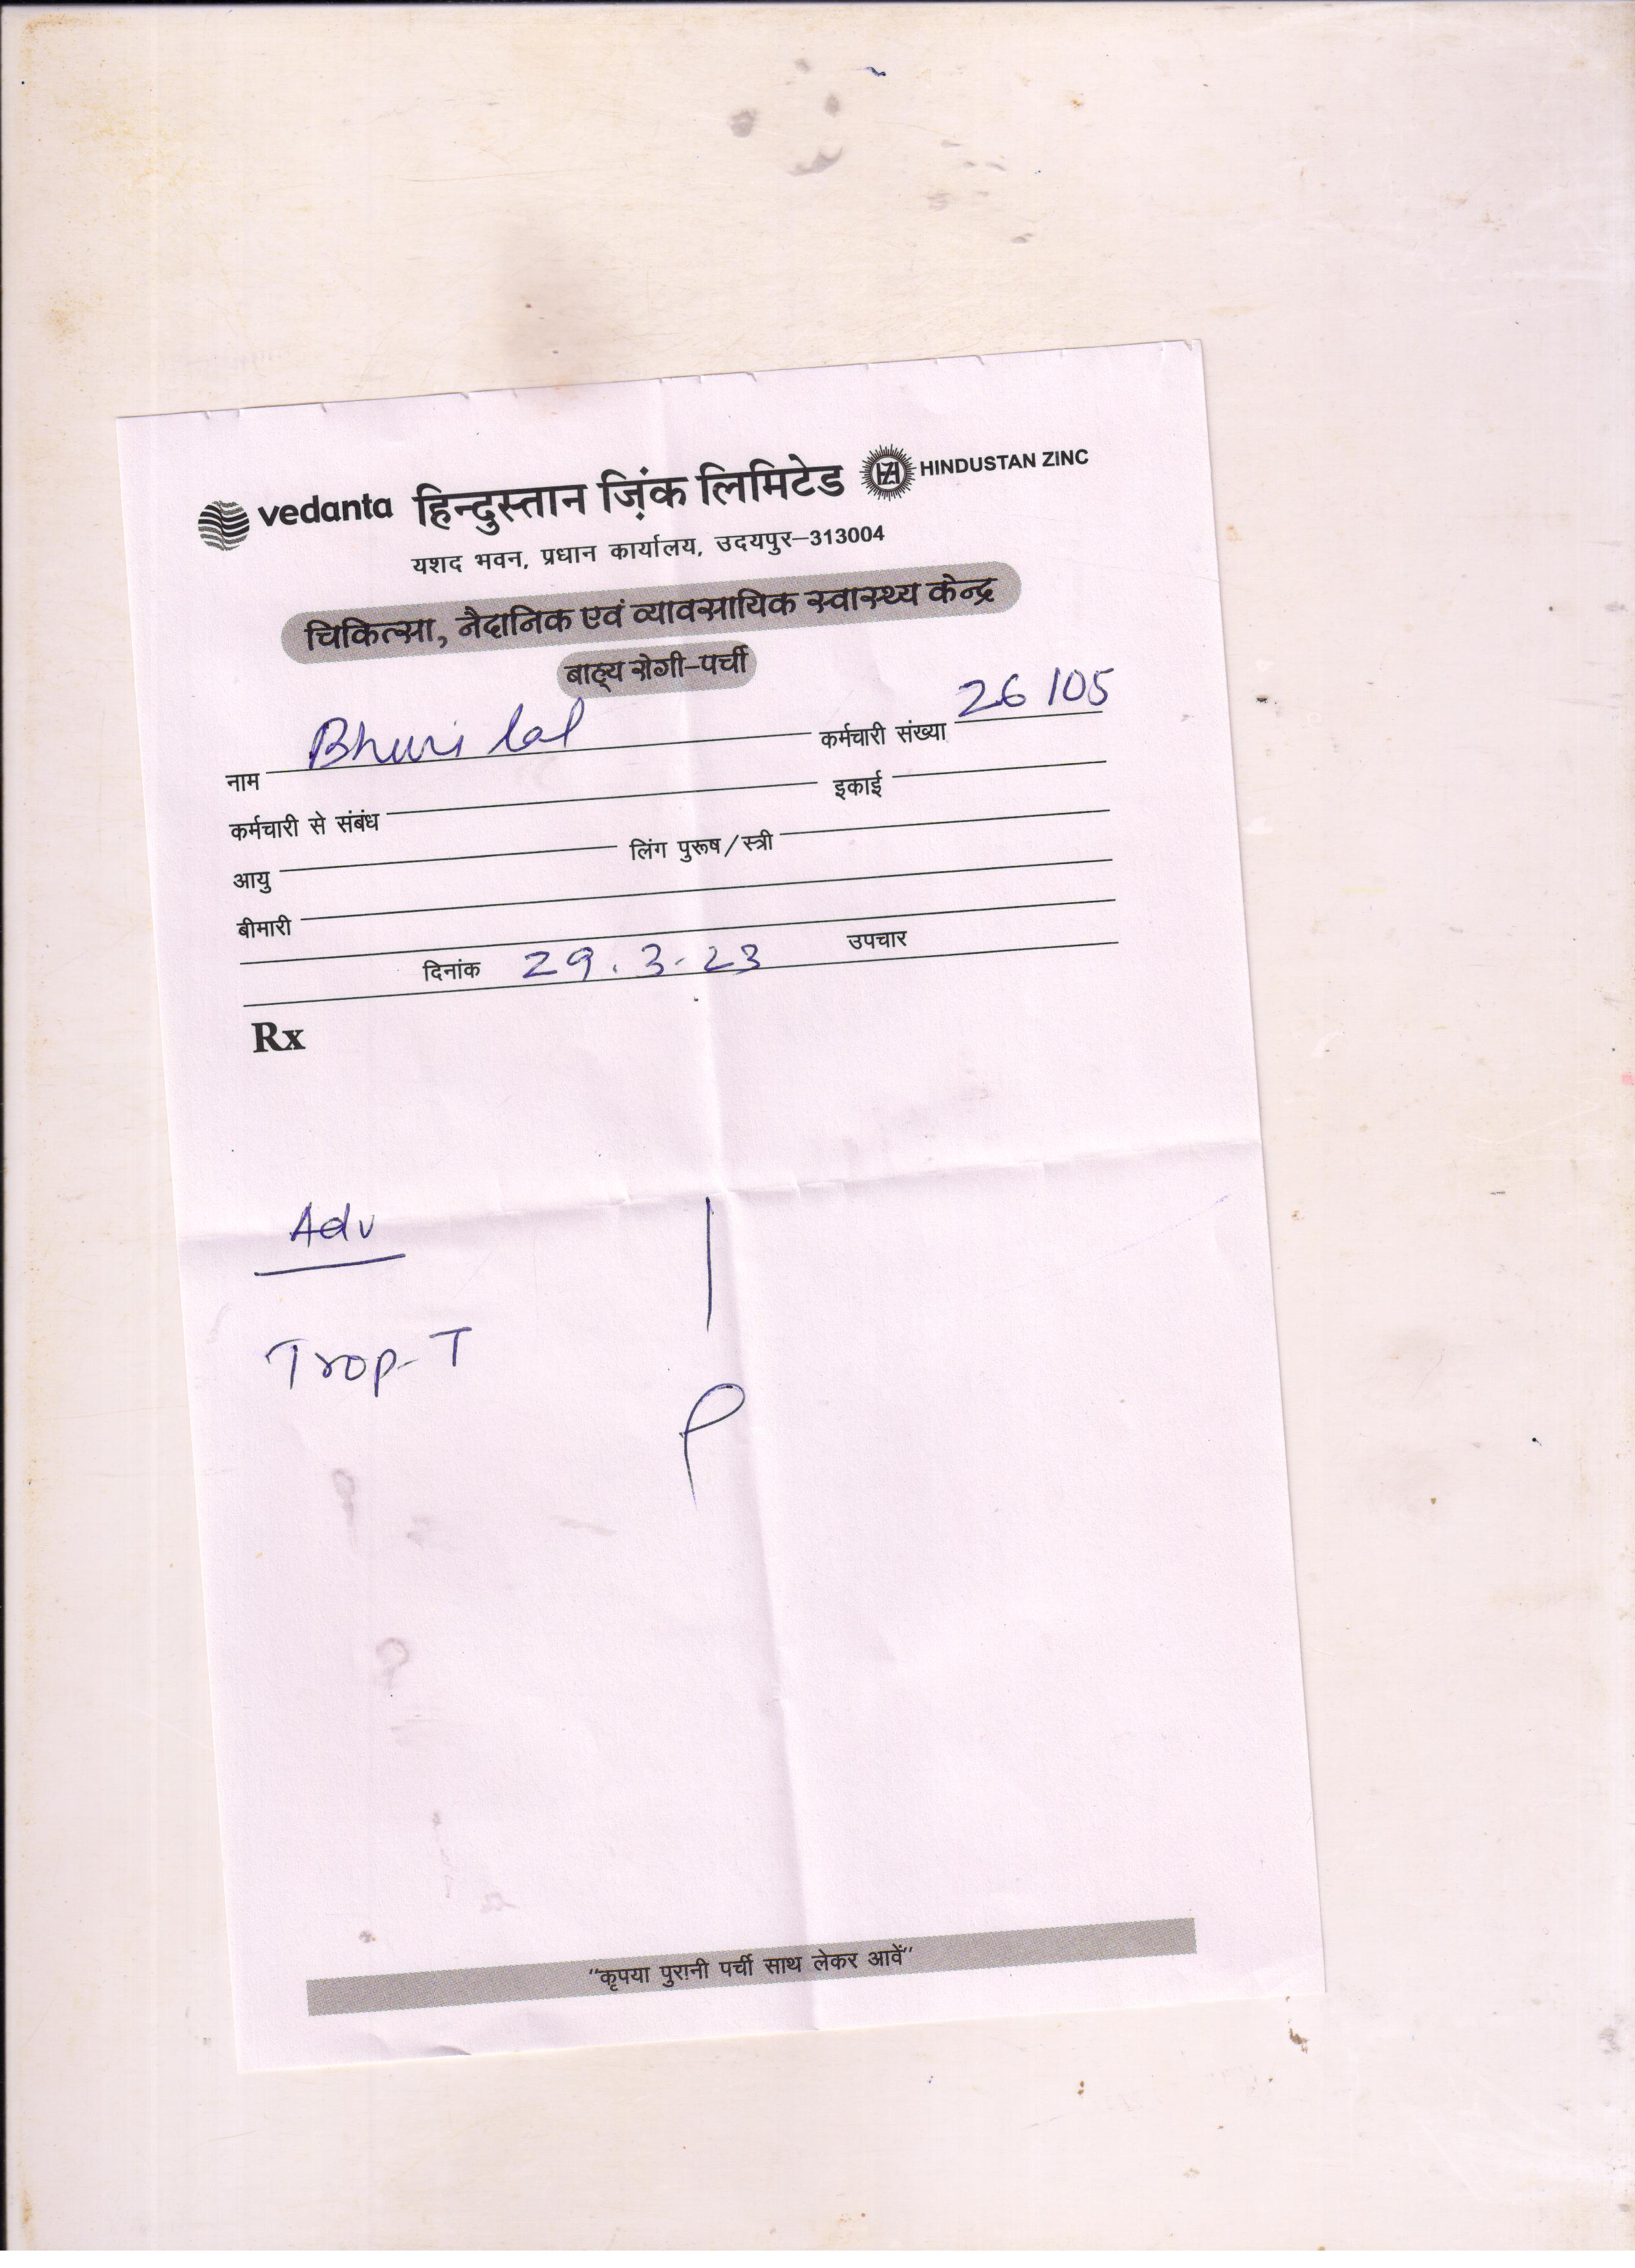 vedanta हिन्दुस्तान ज़िंक लिमिटेड HZL HINDUSTAN ZINC
यशद भवन, प्रधान कार्यालय, उदयपुर–313004
चिकित्सा, नैदानिक एवं व्यावसायिक स्वास्थ्य केन्द्र
बाह्य रोगी-पर्ची
नाम Bhuri lal कर्मचारी संख्या 26105
कर्मचारी से संबंध इकाई
आयु लिंग पुरूष/स्त्री
बीमारी
दिनांक 29.3.23 उपचार
Rx
Adv
Trop-T
"कृपया पुरानी पर्ची साथ लेकर आवें"